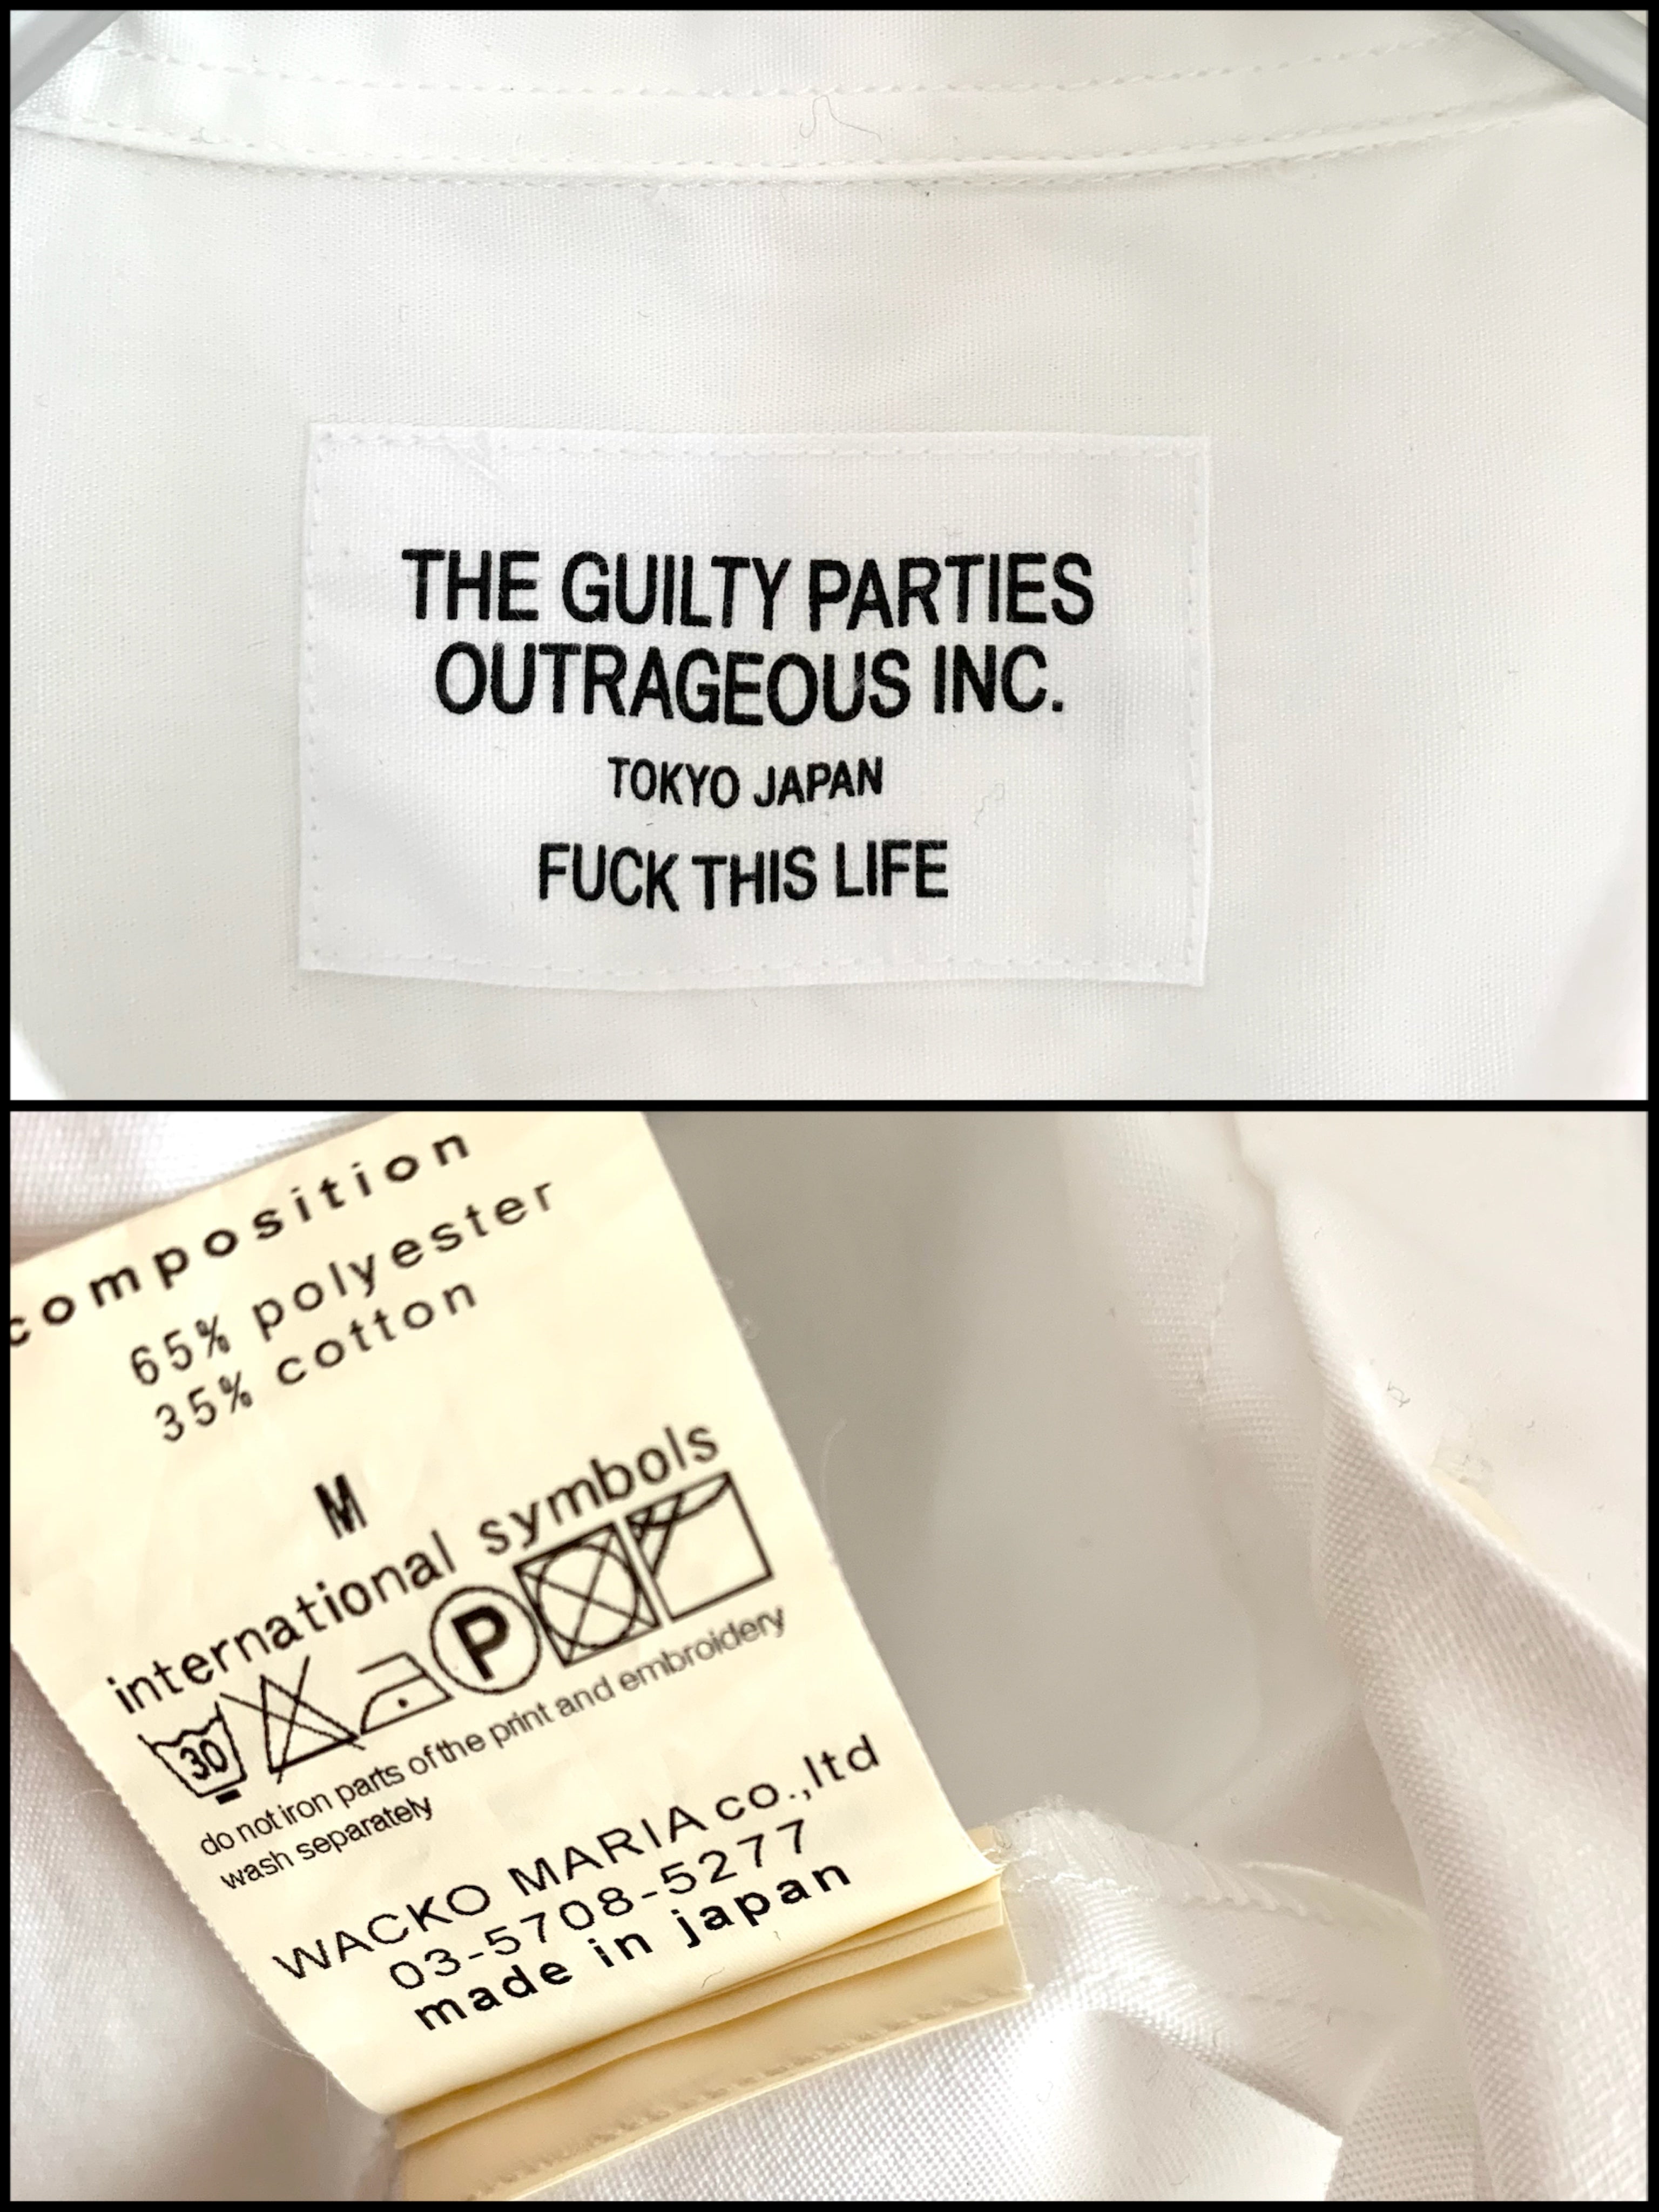 THE GUILTY PARTIES
OUTRAGEOUS INC.
TOKYO JAPAN
FUCK THIS LIFE
composition
65% polyester
35% cotton
M
international symbols
30 P
do not iron parts of the print and embroidery
wash separately
WACKO MARIA co.,ltd
03-5708-5277
made in japan